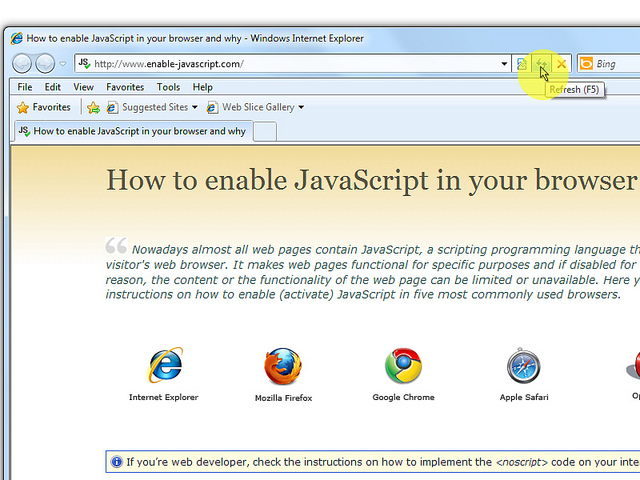 How to enable JavaScript in your browser and why - Windows Internet Explorer
JS http://www.enable-javascript.com/
Bing
Refresh (F5)
File Edit View Favorites Tools Help
Favorites Suggested Sites Web Slice Gallery
JS How to enable JavaScript in your browser and why
How to enable JavaScript in your browser
“ Nowadays almost all web pages contain JavaScript, a scripting programming language
visitor's web browser. It makes web pages functional for specific purposes and if disabled for
reason, the content or the functionality of the web page can be limited or unavailable. Here
instructions on how to enable (activate) JavaScript in five most commonly used browsers.
Internet Explorer Mozilla Firefox Google Chrome Apple Safari
If you're web developer, check the instructions on how to implement the <noscript> code on your